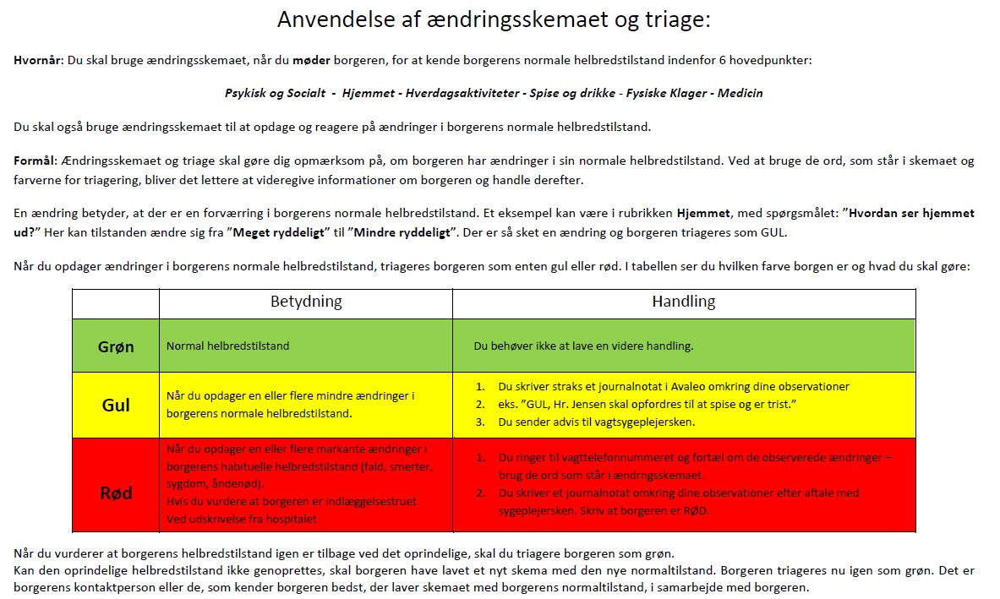 Anvendelse af ændringsskemaet og triage:
Hvornår: Du skal bruge ændringsskemaet, når du møder borgeren, for at kende borgerens normale helbredstilstand indenfor 6 hovedpunkter:
Psykisk og Socialt - Hjemmet - Hverdagsaktiviteter - Spise og drikke - Fysiske Klager - Medicin
Du skal også bruge ændringsskemaet til at opdage og reagere på ændringer i borgerens normale helbredstilstand.
Formål: Ændringsskemaet og triage skal gøre dig opmærksom på, om borgeren har ændringer i sin normale helbredstilstand. Ved at bruge de ord, som står i skemaet og
farverne for triagering, bliver det lettere at videregive informationer om borgeren og handle derefter.
En ændring betyder, at der er en forværring i borgerens normale helbredstilstand. Et eksempel kan være i rubrikken Hjemmet, med spørgsmålet: ”Hvordan ser hjemmet
ud?” Her kan tilstanden ændre sig fra ”Meget ryddeligt” til ”Mindre ryddeligt”. Der er så sket en ændring og borgeren triageres som GUL.
Når du opdager ændringer i borgerens normale helbredstilstand, triageres borgeren som enten gul eller rød. I tabellen ser du hvilken farve borgen er og hvad du skal gøre:
Betydning
Handling
Grøn
Normal helbredstilstand
Du behøver ikke at lave en videre handling.
Gul
Når du opdager en eller flere mindre ændringer i
borgerens normale helbredstilstand.
1. Du skriver straks et journalnotat i Avaleo omkring dine observationer
2. eks. ”GUL, Hr. Jensen skal opfordres til at spise og er trist.”
3. Du sender advis til vagtsygeplejersken.
Rød
Når du opdager en eller flere markante ændringer i
borgerens habituelle helbredstilstand (fald, smerter,
sygdom, åndenød).
Hvis du vurdere at borgeren er indlæggelsestruet
Ved udskrivelse fra hospitalet
1. Du ringer til vagttelefonnummeret og fortæl om de observerede ændringer –
brug de ord som står i ændrngsskemaet.
2. Du skriver et journalnotat omkring dine observationer efter aftale med
sygeplejersken. Skriv at borgeren er RØD.
Når du vurderer at borgerens helbredstilstand igen er tilbage ved det oprindelige, skal du triagere borgeren som grøn.
Kan den oprindelige helbredstilstand ikke genoprettes, skal borgeren have lavet et nyt skema med den nye normaltilstand. Borgeren triageres nu igen som grøn. Det er
borgerens kontaktperson eller de, som kender borgeren bedst, der laver skemaet med borgerens normaltilstand, i samarbejde med borgeren.